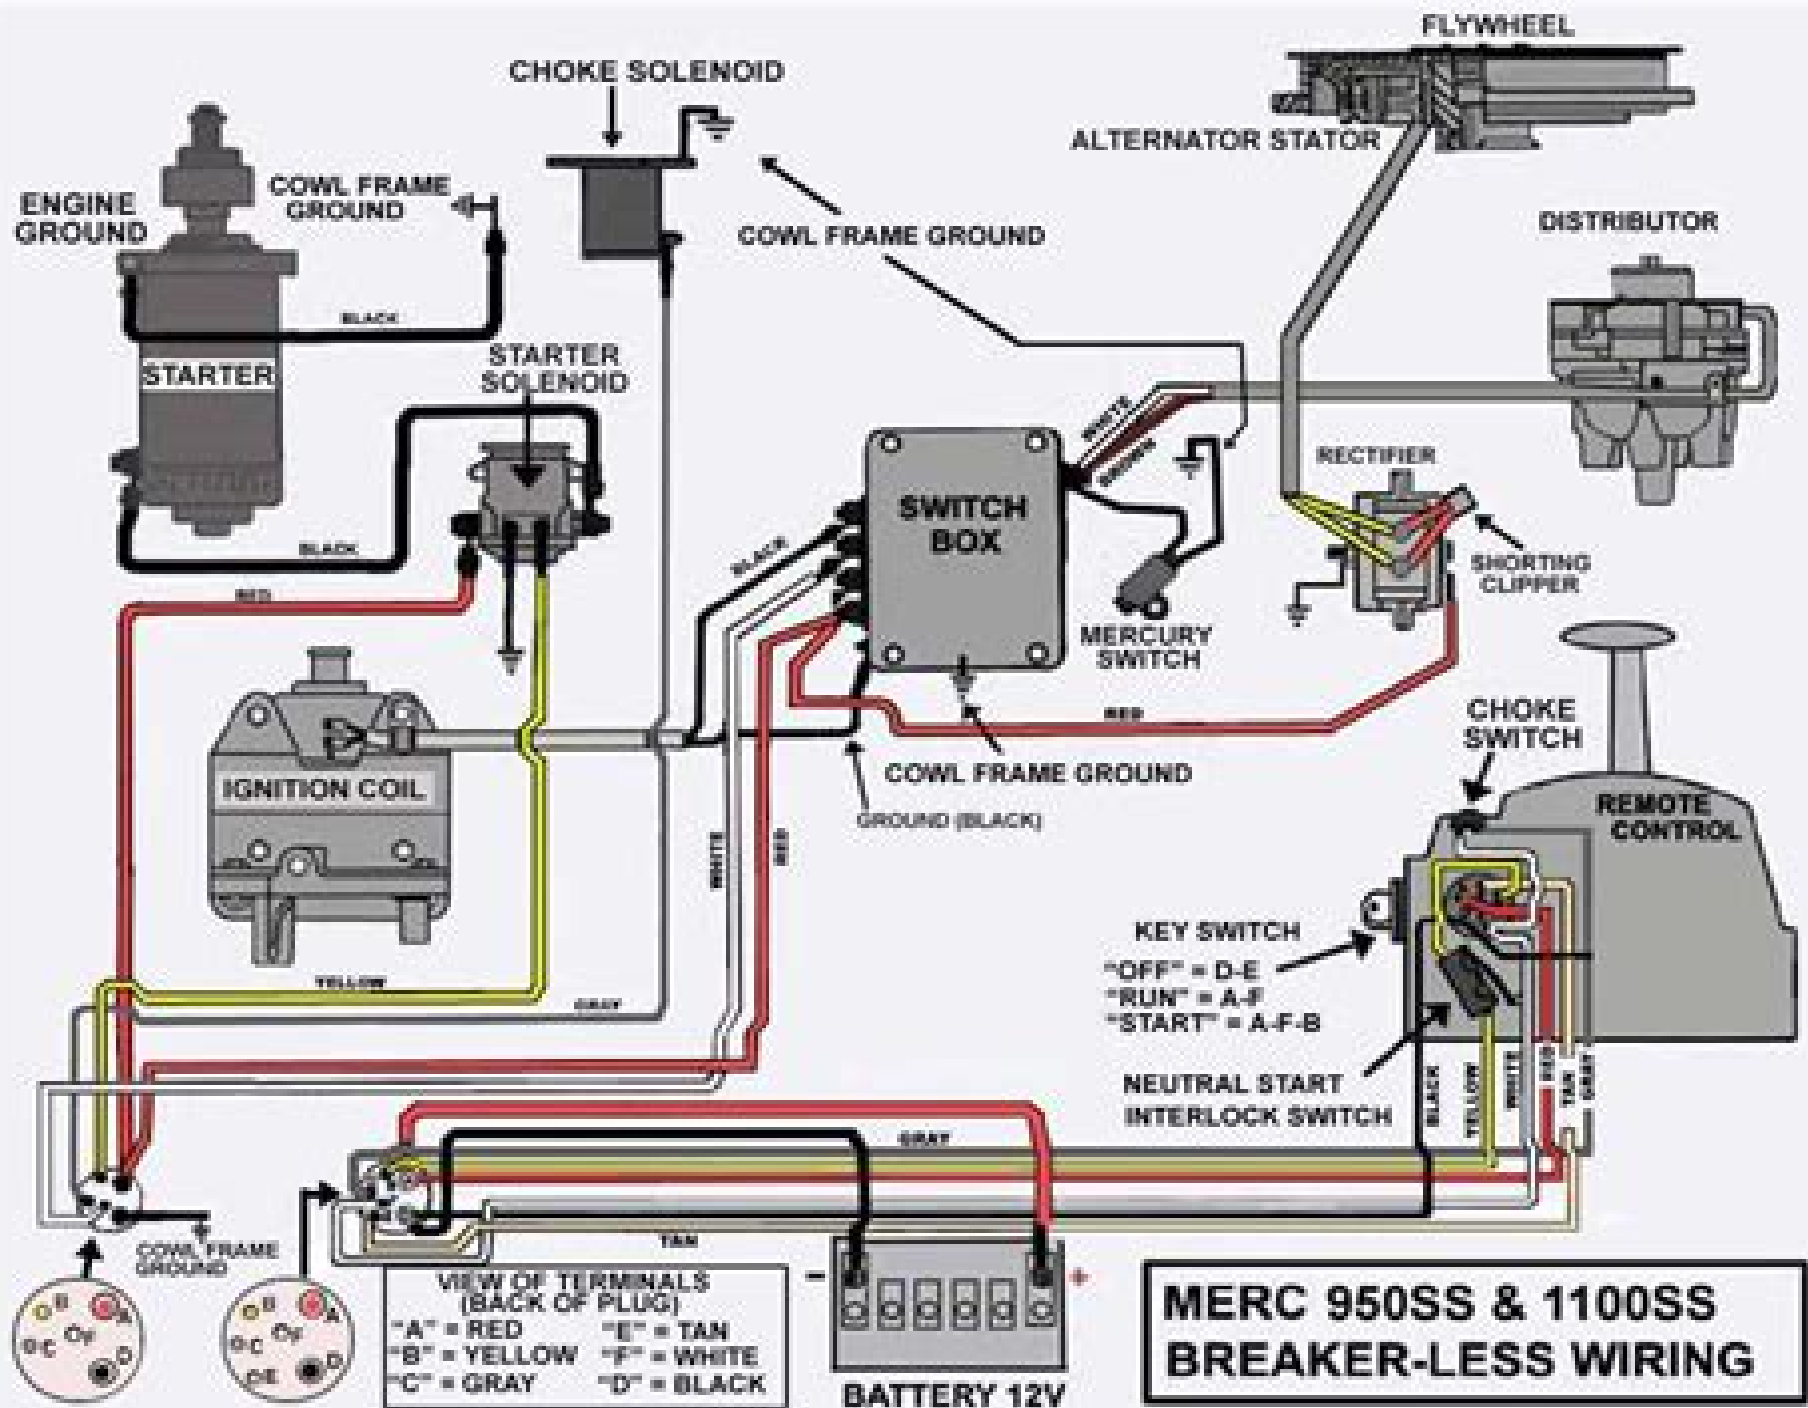 FLYWHEEL
CHOKE SOLENOID
ALTERNATOR STATOR
ENGINE
GROUND
COWL FRAME
GROUND
COWL FRAME GROUND
DISTRIBUTOR
BLACK
STARTER
STARTER
SOLENOID
WHITE
BROWN
RECTIFIER
SWITCH
BOX
BLACK
BLACK
SHORTING
CLIPPER
RED
MERCURY
SWITCH
RED
CHOKE
SWITCH
IGNITION COIL
COWL FRAME GROUND
GROUND (BLACK)
REMOTE
CONTROL
WHITE
RED
KEY SWITCH
"OFF" = D-E
"RUN" = A-F
"START" = A-F-B
YELLOW
GRAY
NEUTRAL START
INTERLOCK SWITCH
BLACK
YELLOW
WHITE
RED
TAN
GRAY
GRAY
TAN
COWL FRAME
GROUND
VIEW OF TERMINALS
(BACK OF PLUG)
"A" = RED "E" = TAN
"B" = YELLOW "F" = WHITE
"C" = GRAY "D" = BLACK
B A
C F
D
B A
C F
E D
- +
BATTERY 12V
MERC 950SS & 1100SS
BREAKER-LESS WIRING